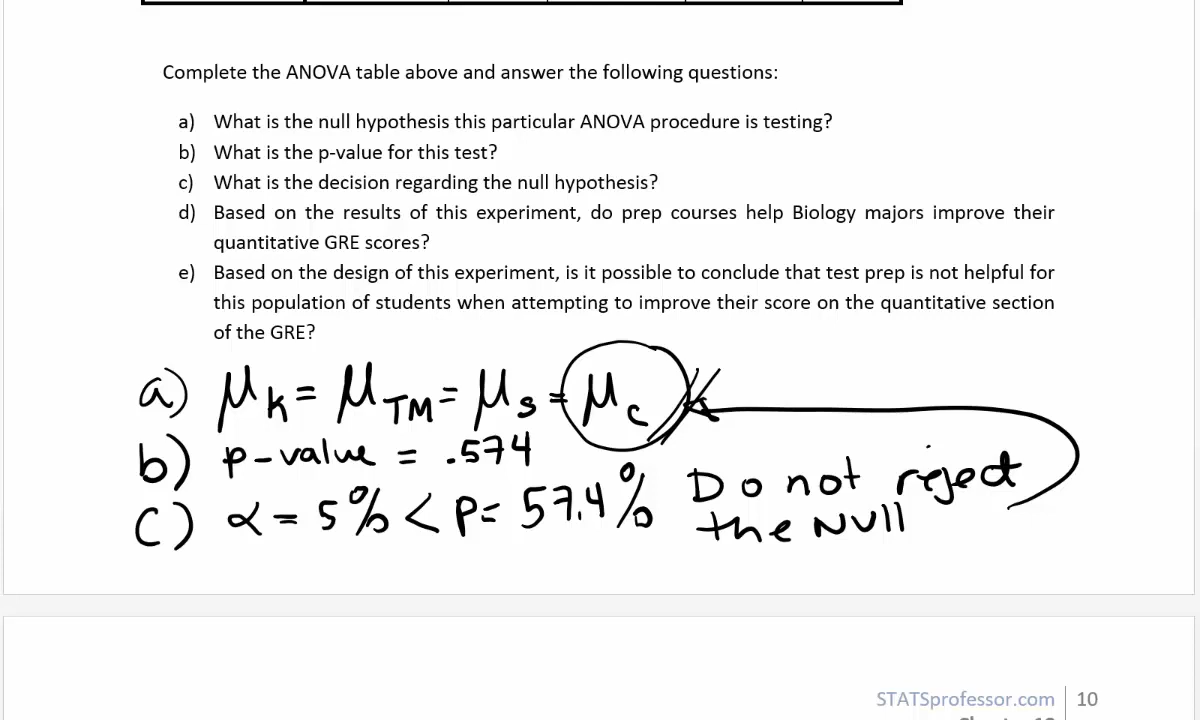 Complete the ANOVA table above and answer the following questions:
a) What is the null hypothesis this particular ANOVA procedure is testing?
b) What is the p-value for this test?
c) What is the decision regarding the null hypothesis?
d) Based on the results of this experiment, do prep courses help Biology majors improve their
quantitative GRE scores?
e) Based on the design of this experiment, is it possible to conclude that test prep is not helpful for
this population of students when attempting to improve their score on the quantitative section
of the GRE?
a) μK = μTM = μs = μc
b) p-value = .574
c) α = 5% < p = 57.4% Do not reject
the Null
STATSprofessor.com 10